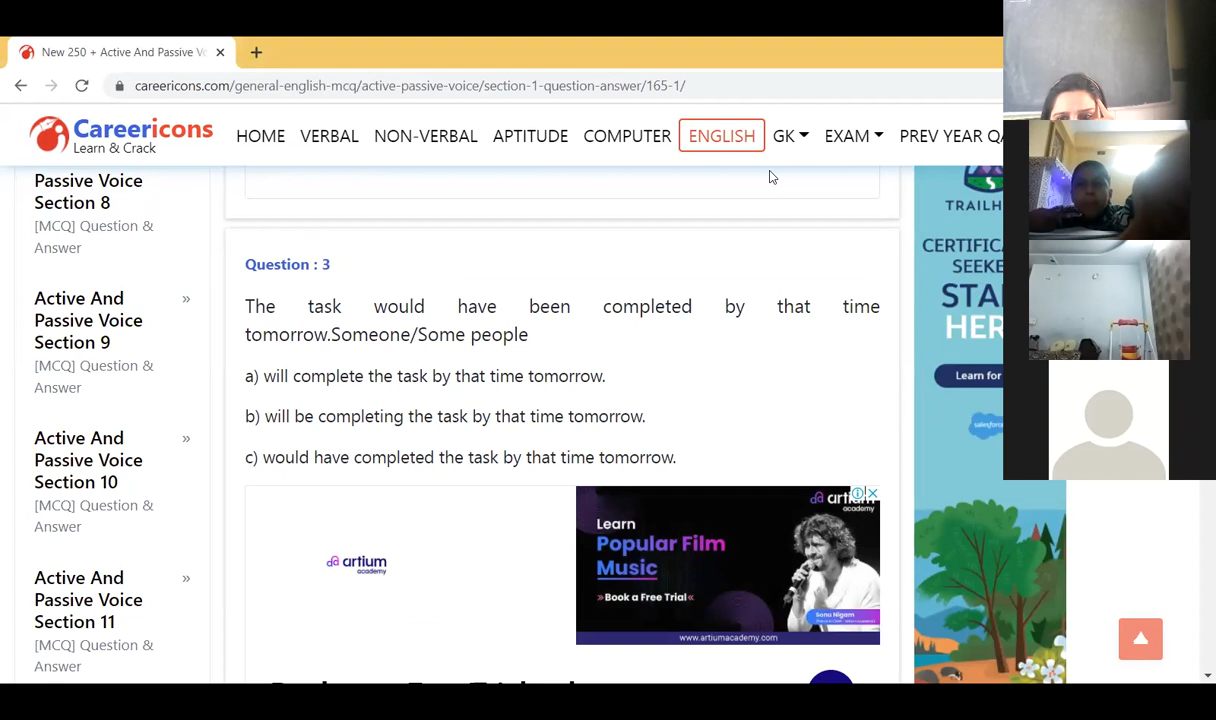 New 250 + Active And Passive Vo
careericons.com/general-english-mcq/active-passive-voice/section-1-question-answer/165-1/
Careericons
Learn & Crack
HOME VERBAL NON-VERBAL APTITUDE COMPUTER ENGLISH GK EXAM PREV YEAR QA
Passive Voice
Section 8
[MCQ] Question &
Answer
Active And »
Passive Voice
Section 9
[MCQ] Question &
Answer
Active And »
Passive Voice
Section 10
[MCQ] Question &
Answer
Active And »
Passive Voice
Section 11
[MCQ] Question &
Answer
Question : 3
The task would have been completed by that time
tomorrow.Someone/Some people
a) will complete the task by that time tomorrow.
b) will be completing the task by that time tomorrow.
c) would have completed the task by that time tomorrow.
artium
academy
artium
academy
Learn
Popular Film
Music
»Book a Free Trial«
Sonu Nigam
www.artiumacademy.com
TRAILH
CERTIFICA
SEEKE
STA
HER
Learn for
salesforce